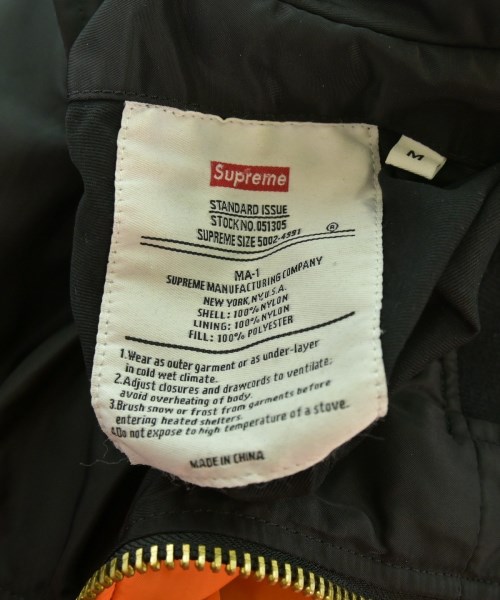 Supreme
M
STANDARD ISSUE
STOCK NO. 051305
SUPREME SIZE 5002-4991 ®
MA-1
SUPREME MANUFACTURING COMPANY
NEW YORK, N.Y. U.S.A.
SHELL: 100% NYLON
LINING: 100% NYLON
FILL: 100% POLYESTER
1.Wear as outer garment or as under-layer
in cold wet climate.
2.Adjust closures and drawcords to ventilate;
avoid overheating of body.
3.Brush snow or frost from garments before
entering heated shelters.
4.Do not expose to high temperature of a stove.
MADE IN CHINA